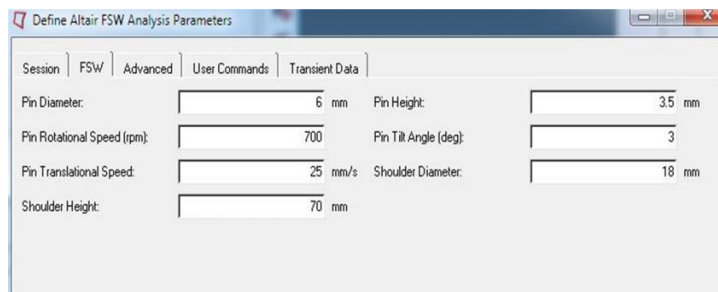 Define Altair FSW Analysis Parameters
Session FSW Advanced User Commands Transient Data
Pin Diameter: 6 mm Pin Height: 3.5 mm
Pin Rotational Speed (rpm): 700 Pin Tilt Angle (deg): 3
Pin Translational Speed: 25 mm/s Shoulder Diameter: 18 mm
Shoulder Height: 70 mm